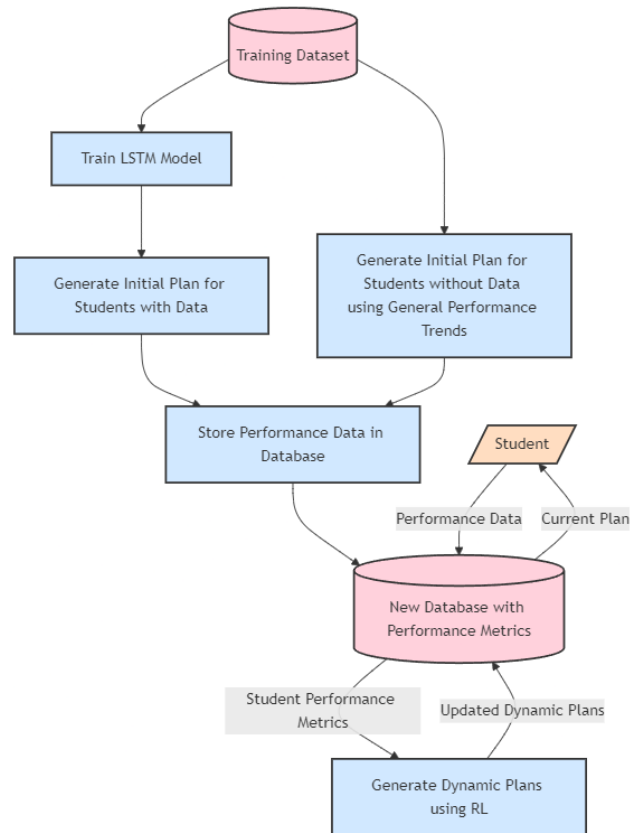 Training Dataset
Train LSTM Model
Generate Initial Plan for
Students with Data
Generate Initial Plan for
Students without Data
using General Performance
Trends
Store Performance Data in
Database
Student
Performance Data
Current Plan
New Database with
Performance Metrics
Student Performance
Metrics
Updated Dynamic Plans
Generate Dynamic Plans
using RL